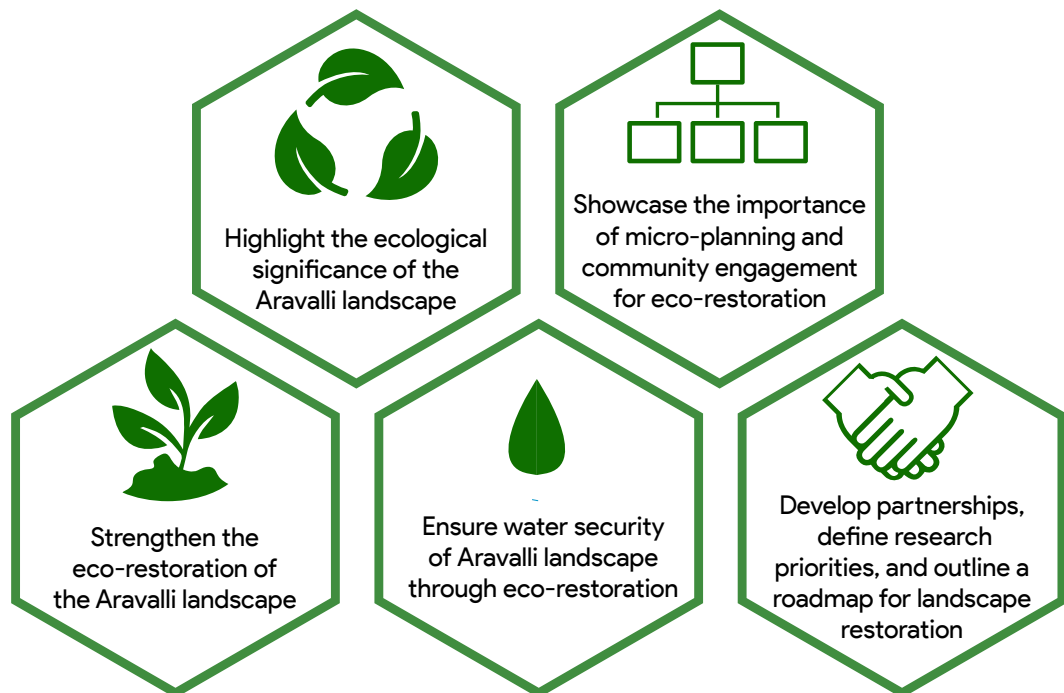 Highlight the ecological
significance of the
Aravalli landscape
Showcase the importance
of micro-planning and
community engagement
for eco-restoration
Strengthen the
eco-restoration of
the Aravalli landscape
Ensure water security
of Aravalli landscape
through eco-restoration
Develop partnerships,
define research
priorities, and outline a
roadmap for landscape
restoration